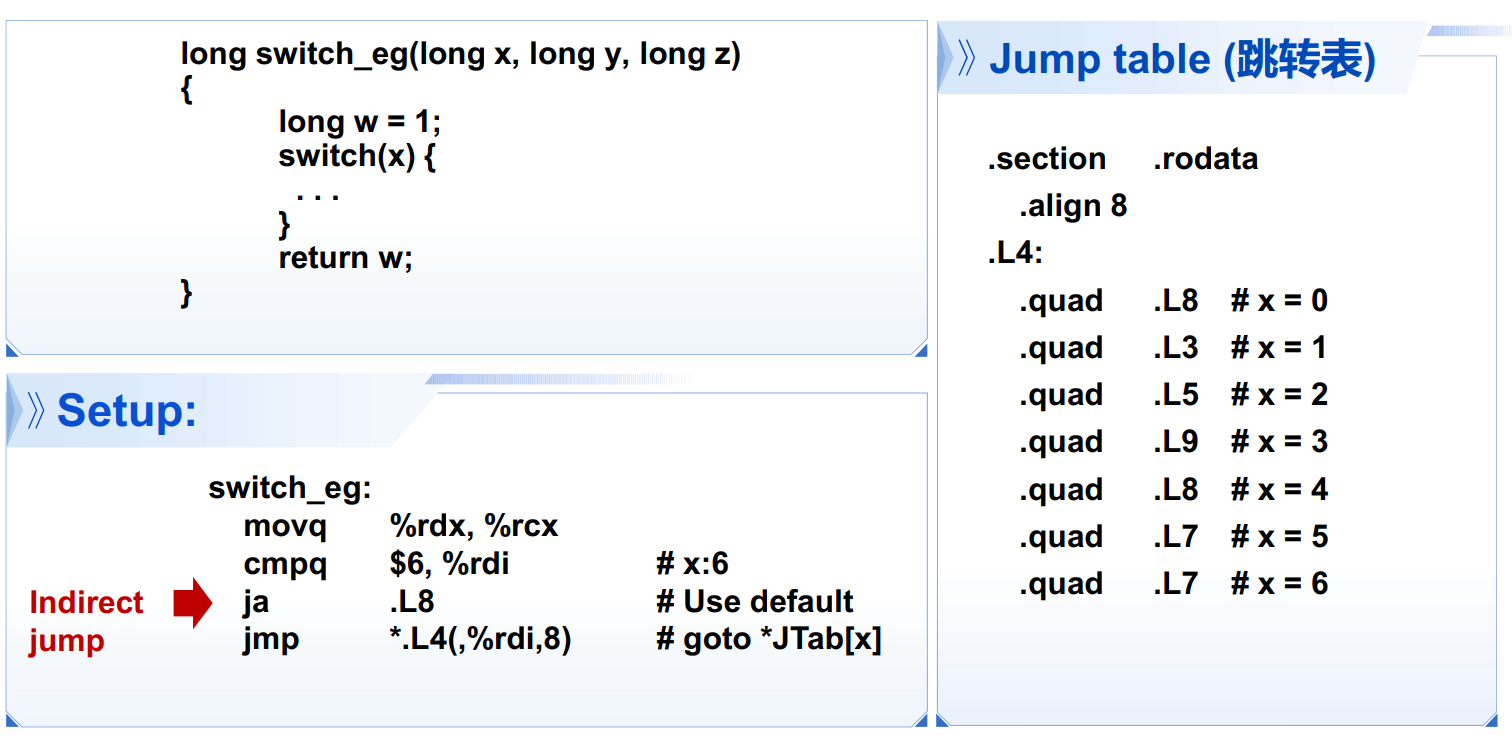 long switch_eg(long x, long y, long z)
{
long w = 1;
switch(x) {
. . .
}
return w;
}
Setup:
switch_eg:
movq %rdx, %rcx
cmpq $6, %rdi # x:6
Indirect ja .L8 # Use default
jump jmp *.L4(,%rdi,8) # goto *JTab[x]
Jump table (跳转表)
.section .rodata
.align 8
.L4:
.quad .L8 # x = 0
.quad .L3 # x = 1
.quad .L5 # x = 2
.quad .L9 # x = 3
.quad .L8 # x = 4
.quad .L7 # x = 5
.quad .L7 # x = 6